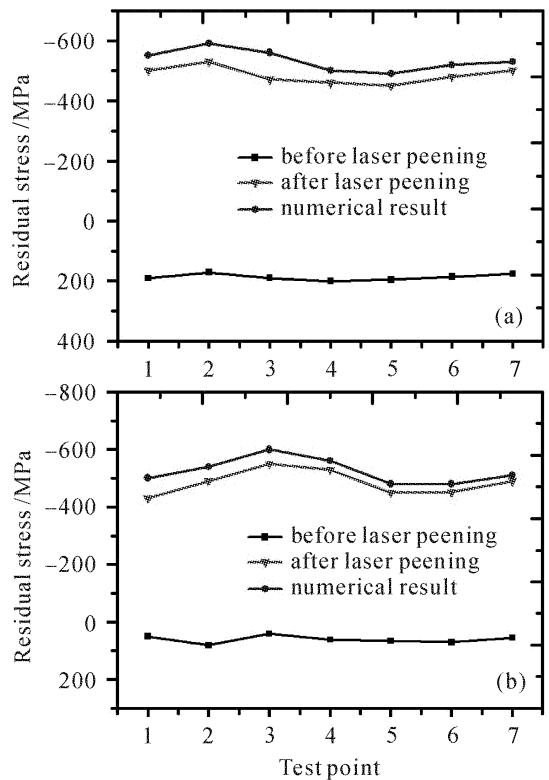 −600
−400
−200
0
200
400
Residual stress /MPa
before laser peening
after laser peening
numerical result
(a)
1 2 3 4 5 6 7
−800
−600
−400
−200
0
200
Residual stress /MPa
before laser peening
after laser peening
numerical result
(b)
1 2 3 4 5 6 7
Test point